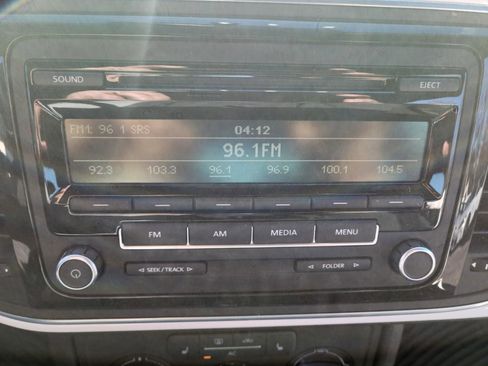 SOUND EJECT
FM1: 96.1 SRS 04:12
96.1FM
92.3 103.3 96.1 96.9 100.1 104.5
FM AM MEDIA MENU
◁ SEEK / TRACK ▷ ◁ FOLDER ▷
AC